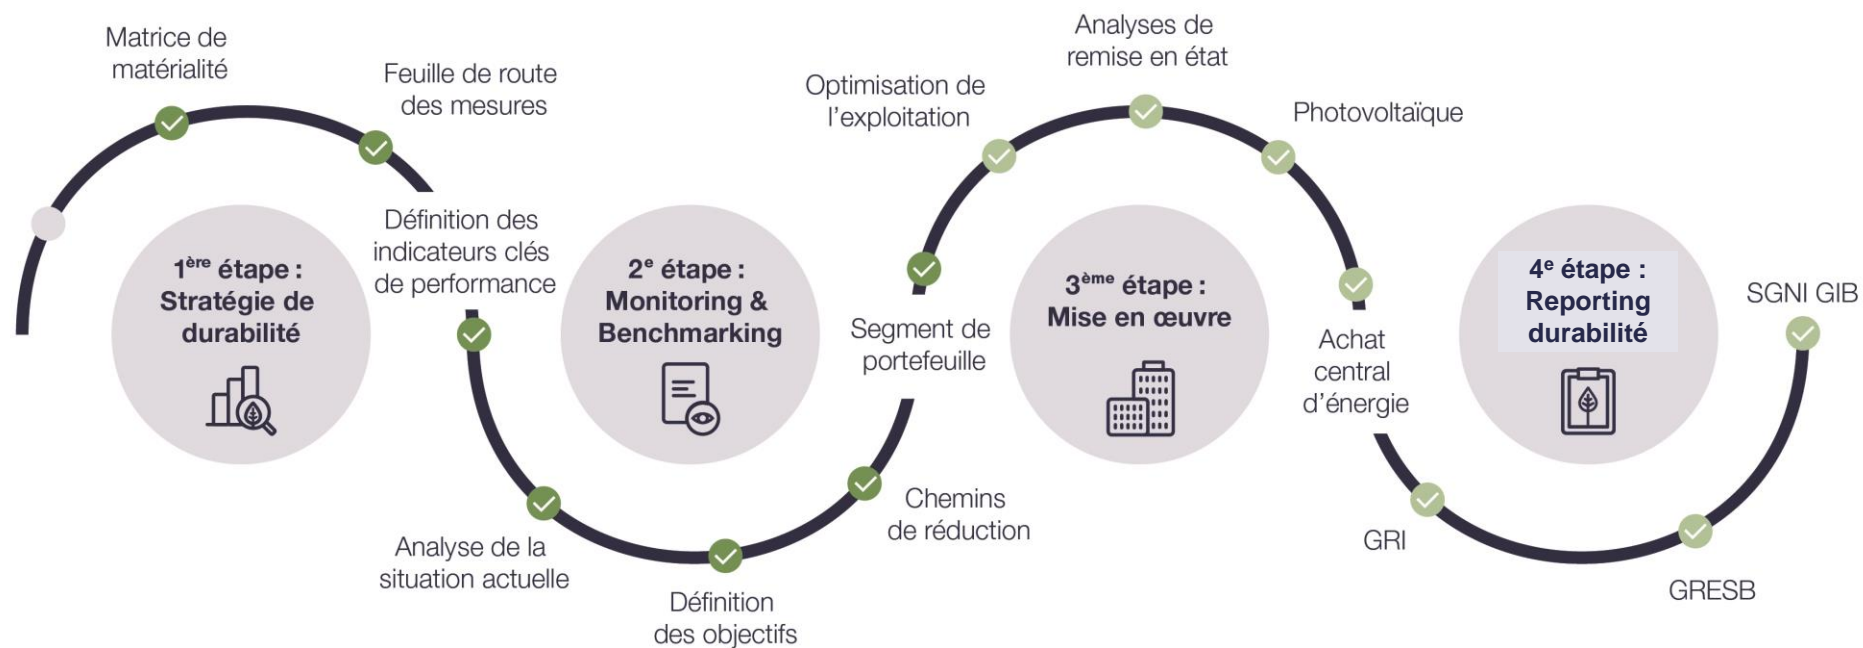 Matrice de
matérialité
Feuille de route
des mesures
1ère étape :
Stratégie de
durabilité
Définition des
indicateurs clés
de performance
Analyse de la
situation actuelle
2e étape :
Monitoring &
Benchmarking
Définition
des objectifs
Chemins
de réduction
Segment de
portefeuille
Optimisation de
l’exploitation
Analyses de
remise en état
Photovoltaïque
3ème étape :
Mise en œuvre
Achat
central
d’énergie
4e étape :
Reporting
durabilité
GRI
GRESB
SGNI GIB